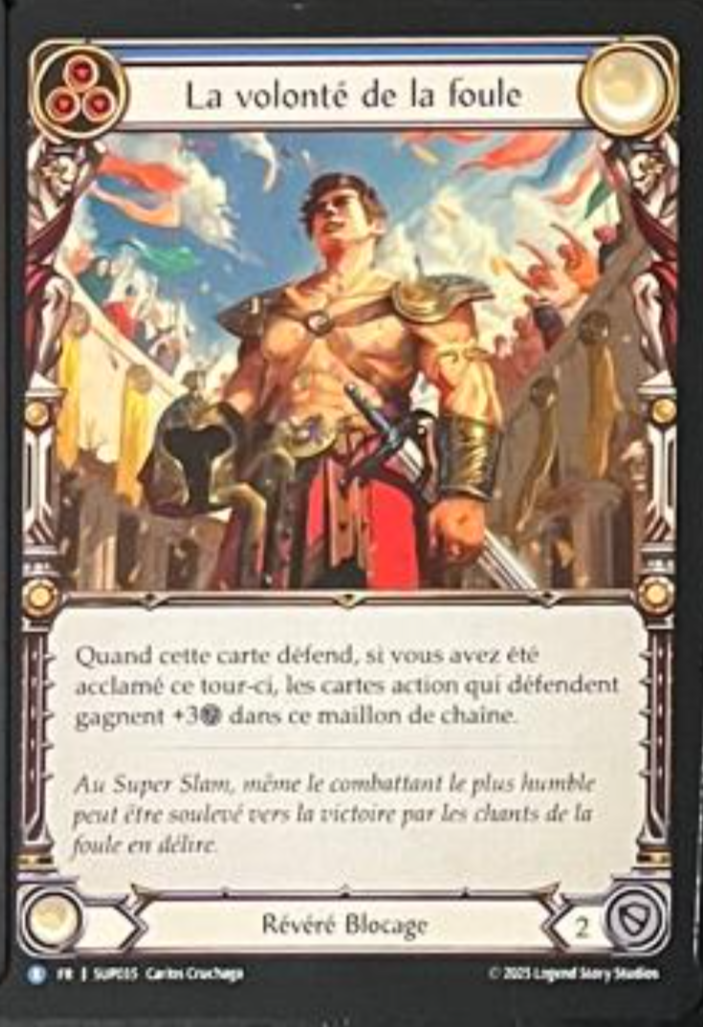 La volonté de la foule
Quand cette carte défend, si vous avez été
acclamé ce tour-ci, les cartes action qui défendent
gagnent +3 dans ce maillon de chaîne.
Au Super Slam, même le combattant le plus humble
peut être soulevé vers la victoire par les chants de la
foule en délire.
Révéré Blocage
2
R FR | SUP035 Carlos Cruchaga
© 2025 Legend Story Studios